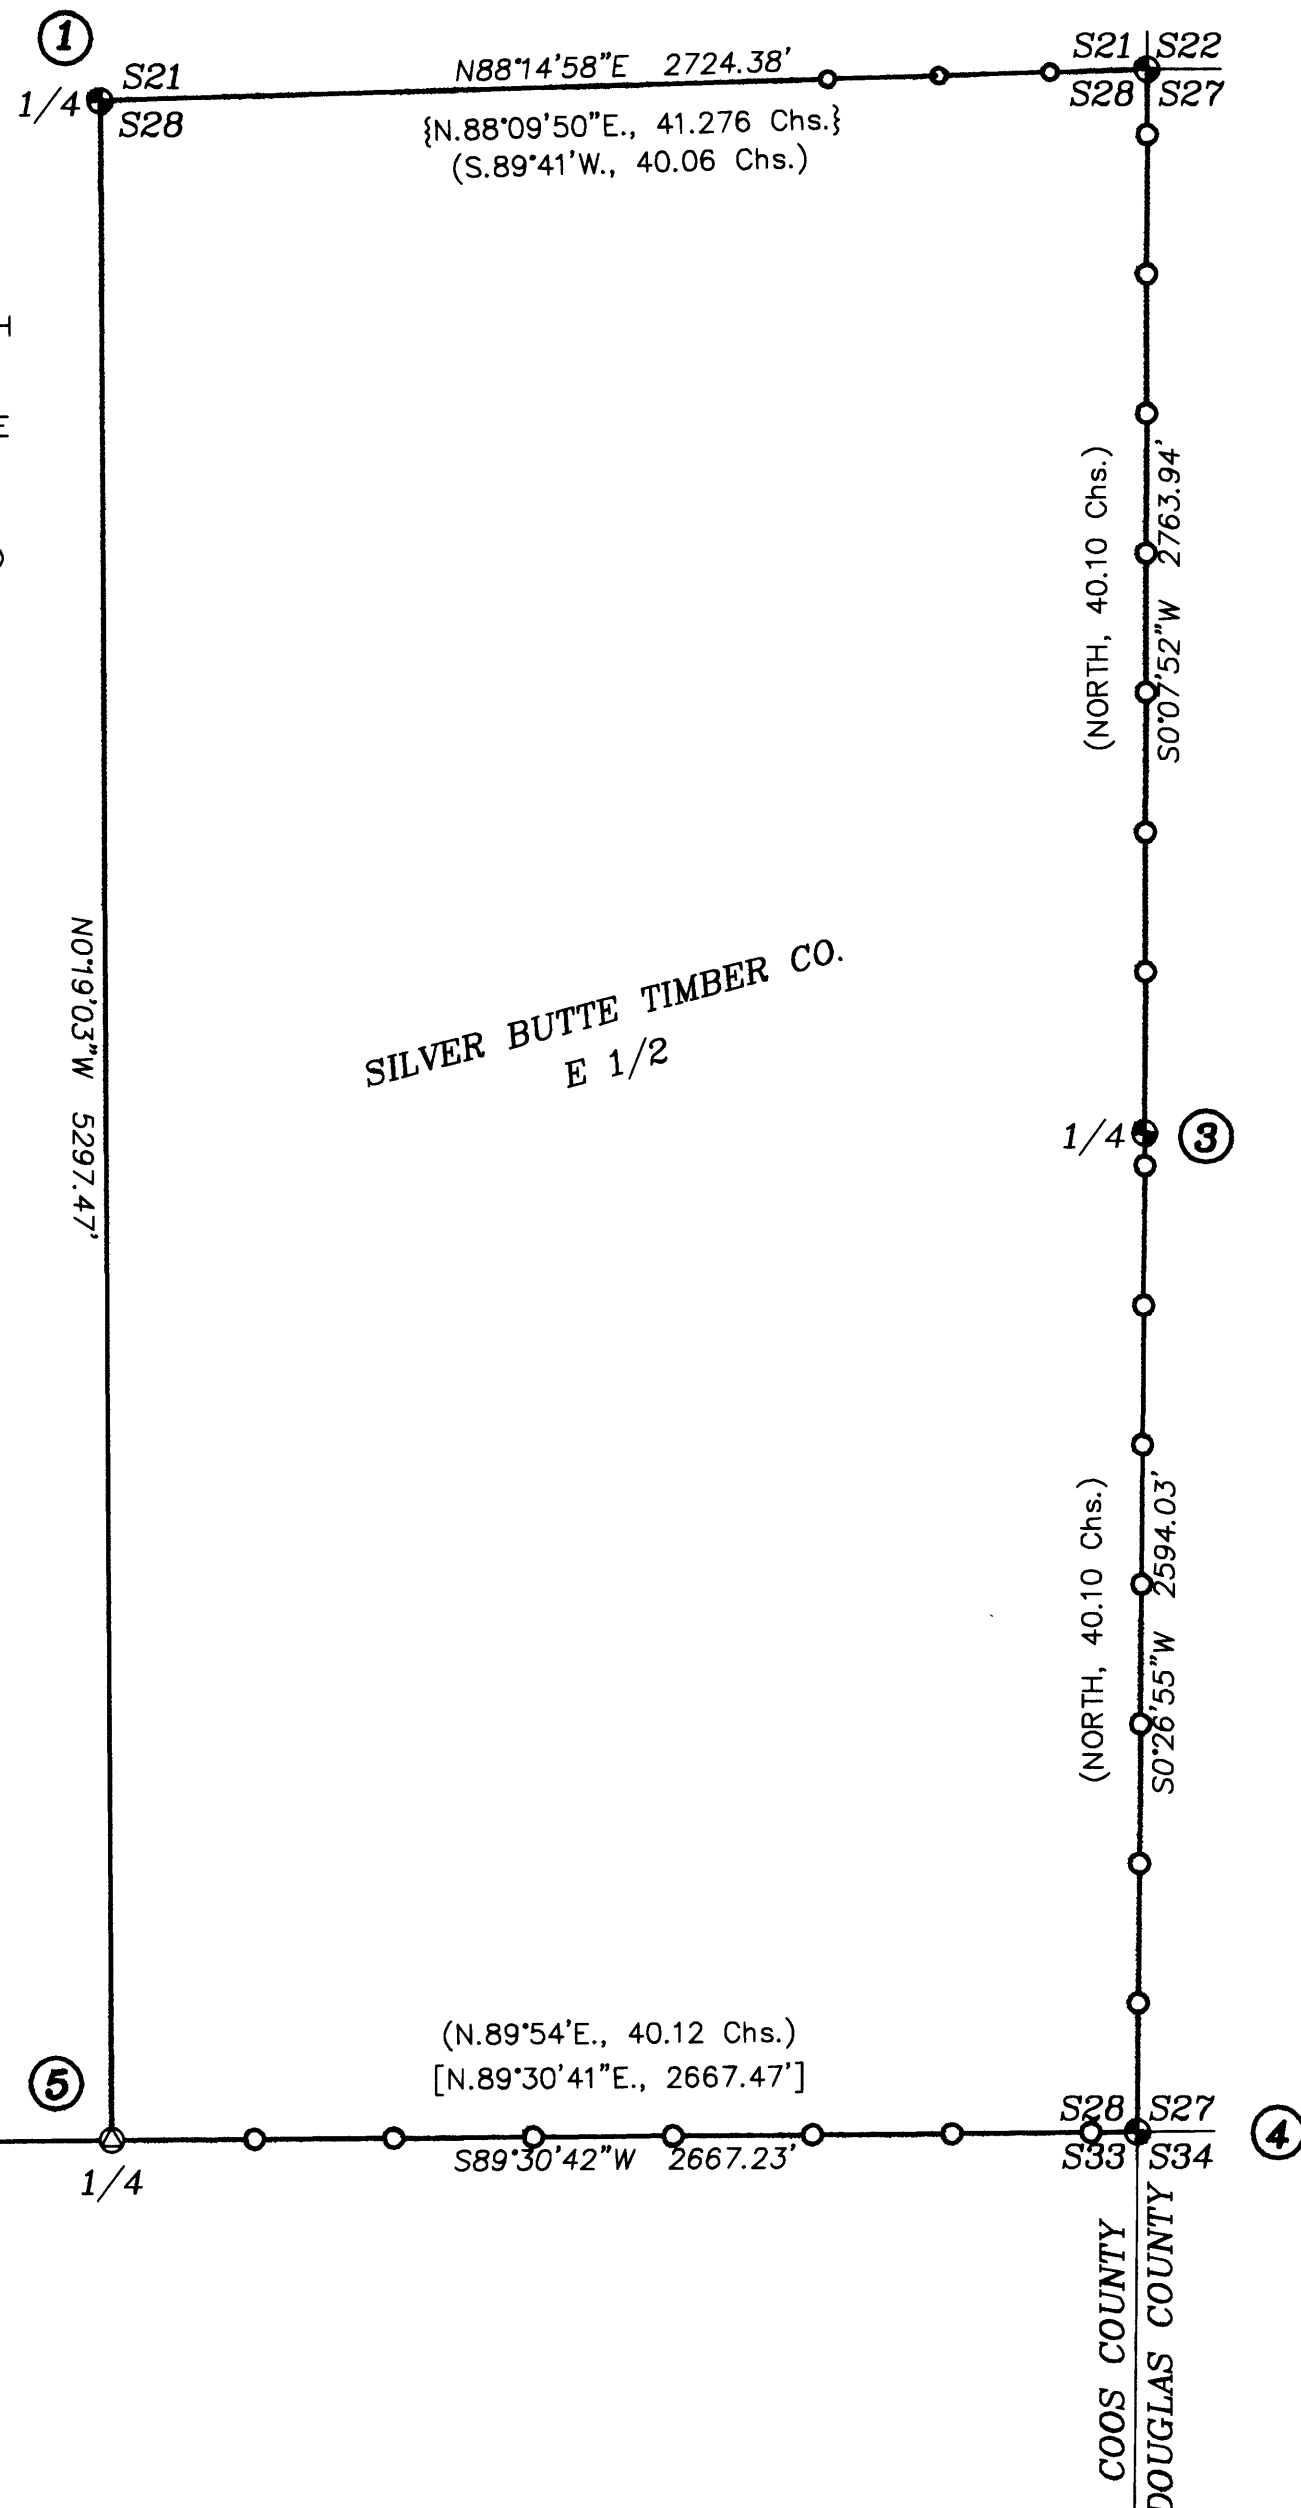 1
S21
1/4
S28
N88°14'58"E 2724.38'
{N.88°09'50"E., 41.276 Chs.}
(S.89°41'W., 40.06 Chs.)
S21 S22
S28 S27
T
E
(NORTH, 40.10 Chs.)
S0°07'52"W 2763.94'
N0°19'03"W 5297.47'
SILVER BUTTE TIMBER CO.
E 1/2
1/4
3
(NORTH, 40.10 Chs.)
S0°26'55"W 2594.03'
(N.89°54'E., 40.12 Chs.)
[N.89°30'41"E., 2667.47']
5
1/4
S89°30'42"W 2667.23'
S28 S27
S33 S34
4
COOS COUNTY
DOUGLAS COUNTY